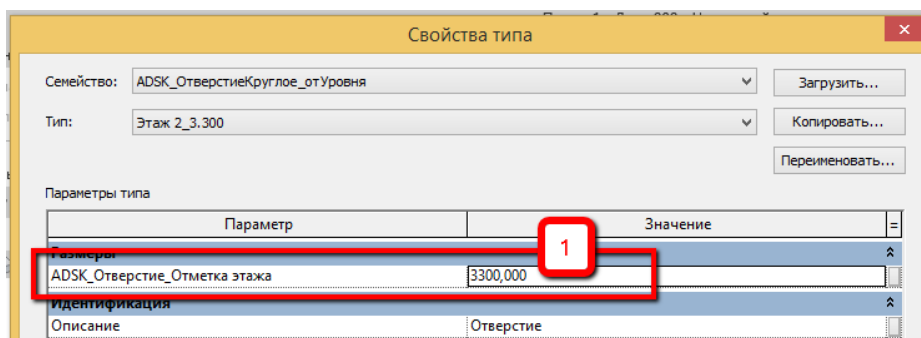 Свойства типа
Семейство: ADSK_ОтверстиеКруглое_отУровня Загрузить...
Тип: Этаж 2_3.300 Копировать...
Переименовать...
Параметры типа
Параметр Значение =
Размеры
1
ADSK_Отверстие_Отметка этажа 3300,000
Идентификация
Описание Отверстие